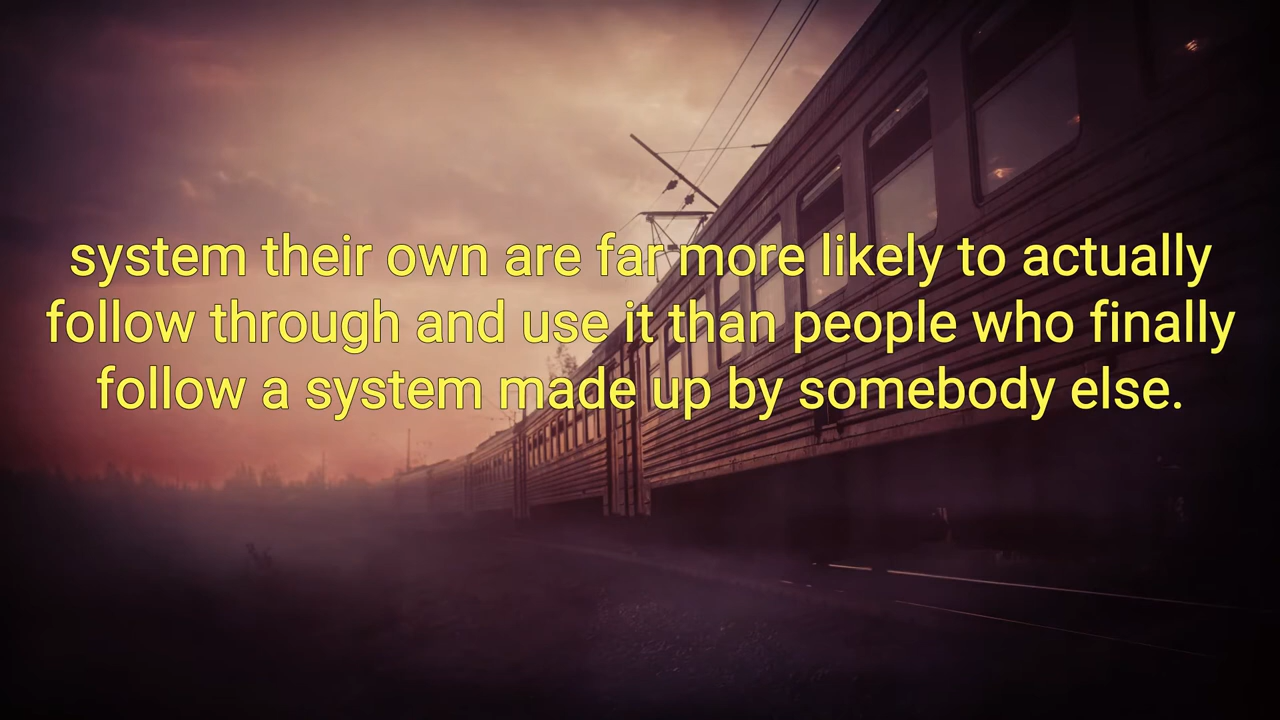 system their own are far more likely to actually
follow through and use it than people who finally
follow a system made up by somebody else.